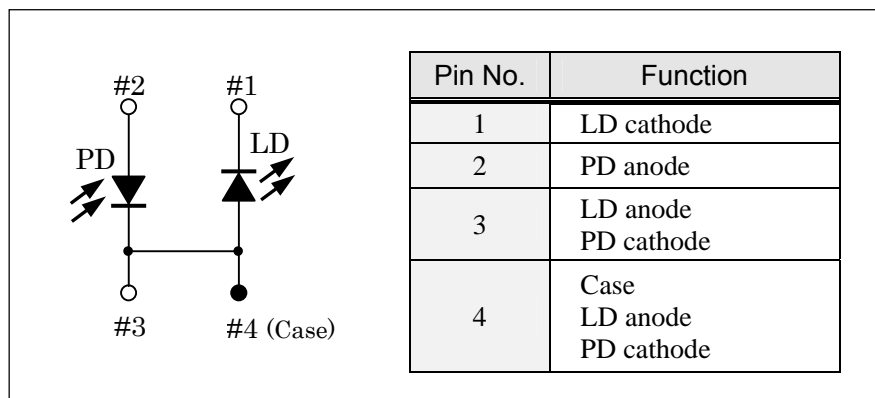 #2
#1
PD
LD
#3
#4 (Case)
Pin No. Function
1 LD cathode
2 PD anode
3 LD anode
PD cathode
4 Case
LD anode
PD cathode